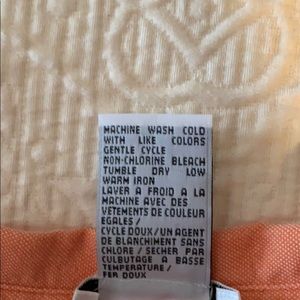 MACHINE WASH COLD
WITH LIKE COLORS
GENTLE CYCLE
NON-CHLORINE BLEACH
TUMBLE DRY LOW
WARM IRON
LAVER A FROID A LA
MACHINE AVEC DES
VETEMENTS DE COULEUR
EGALES /
CYCLE DOUX/UN AGENT
DE BLANCHIMENT SANS
CHLORE / SECHER PAR
CULBUTAGE A BASSE
TEMPERATURE /
FER DOUX